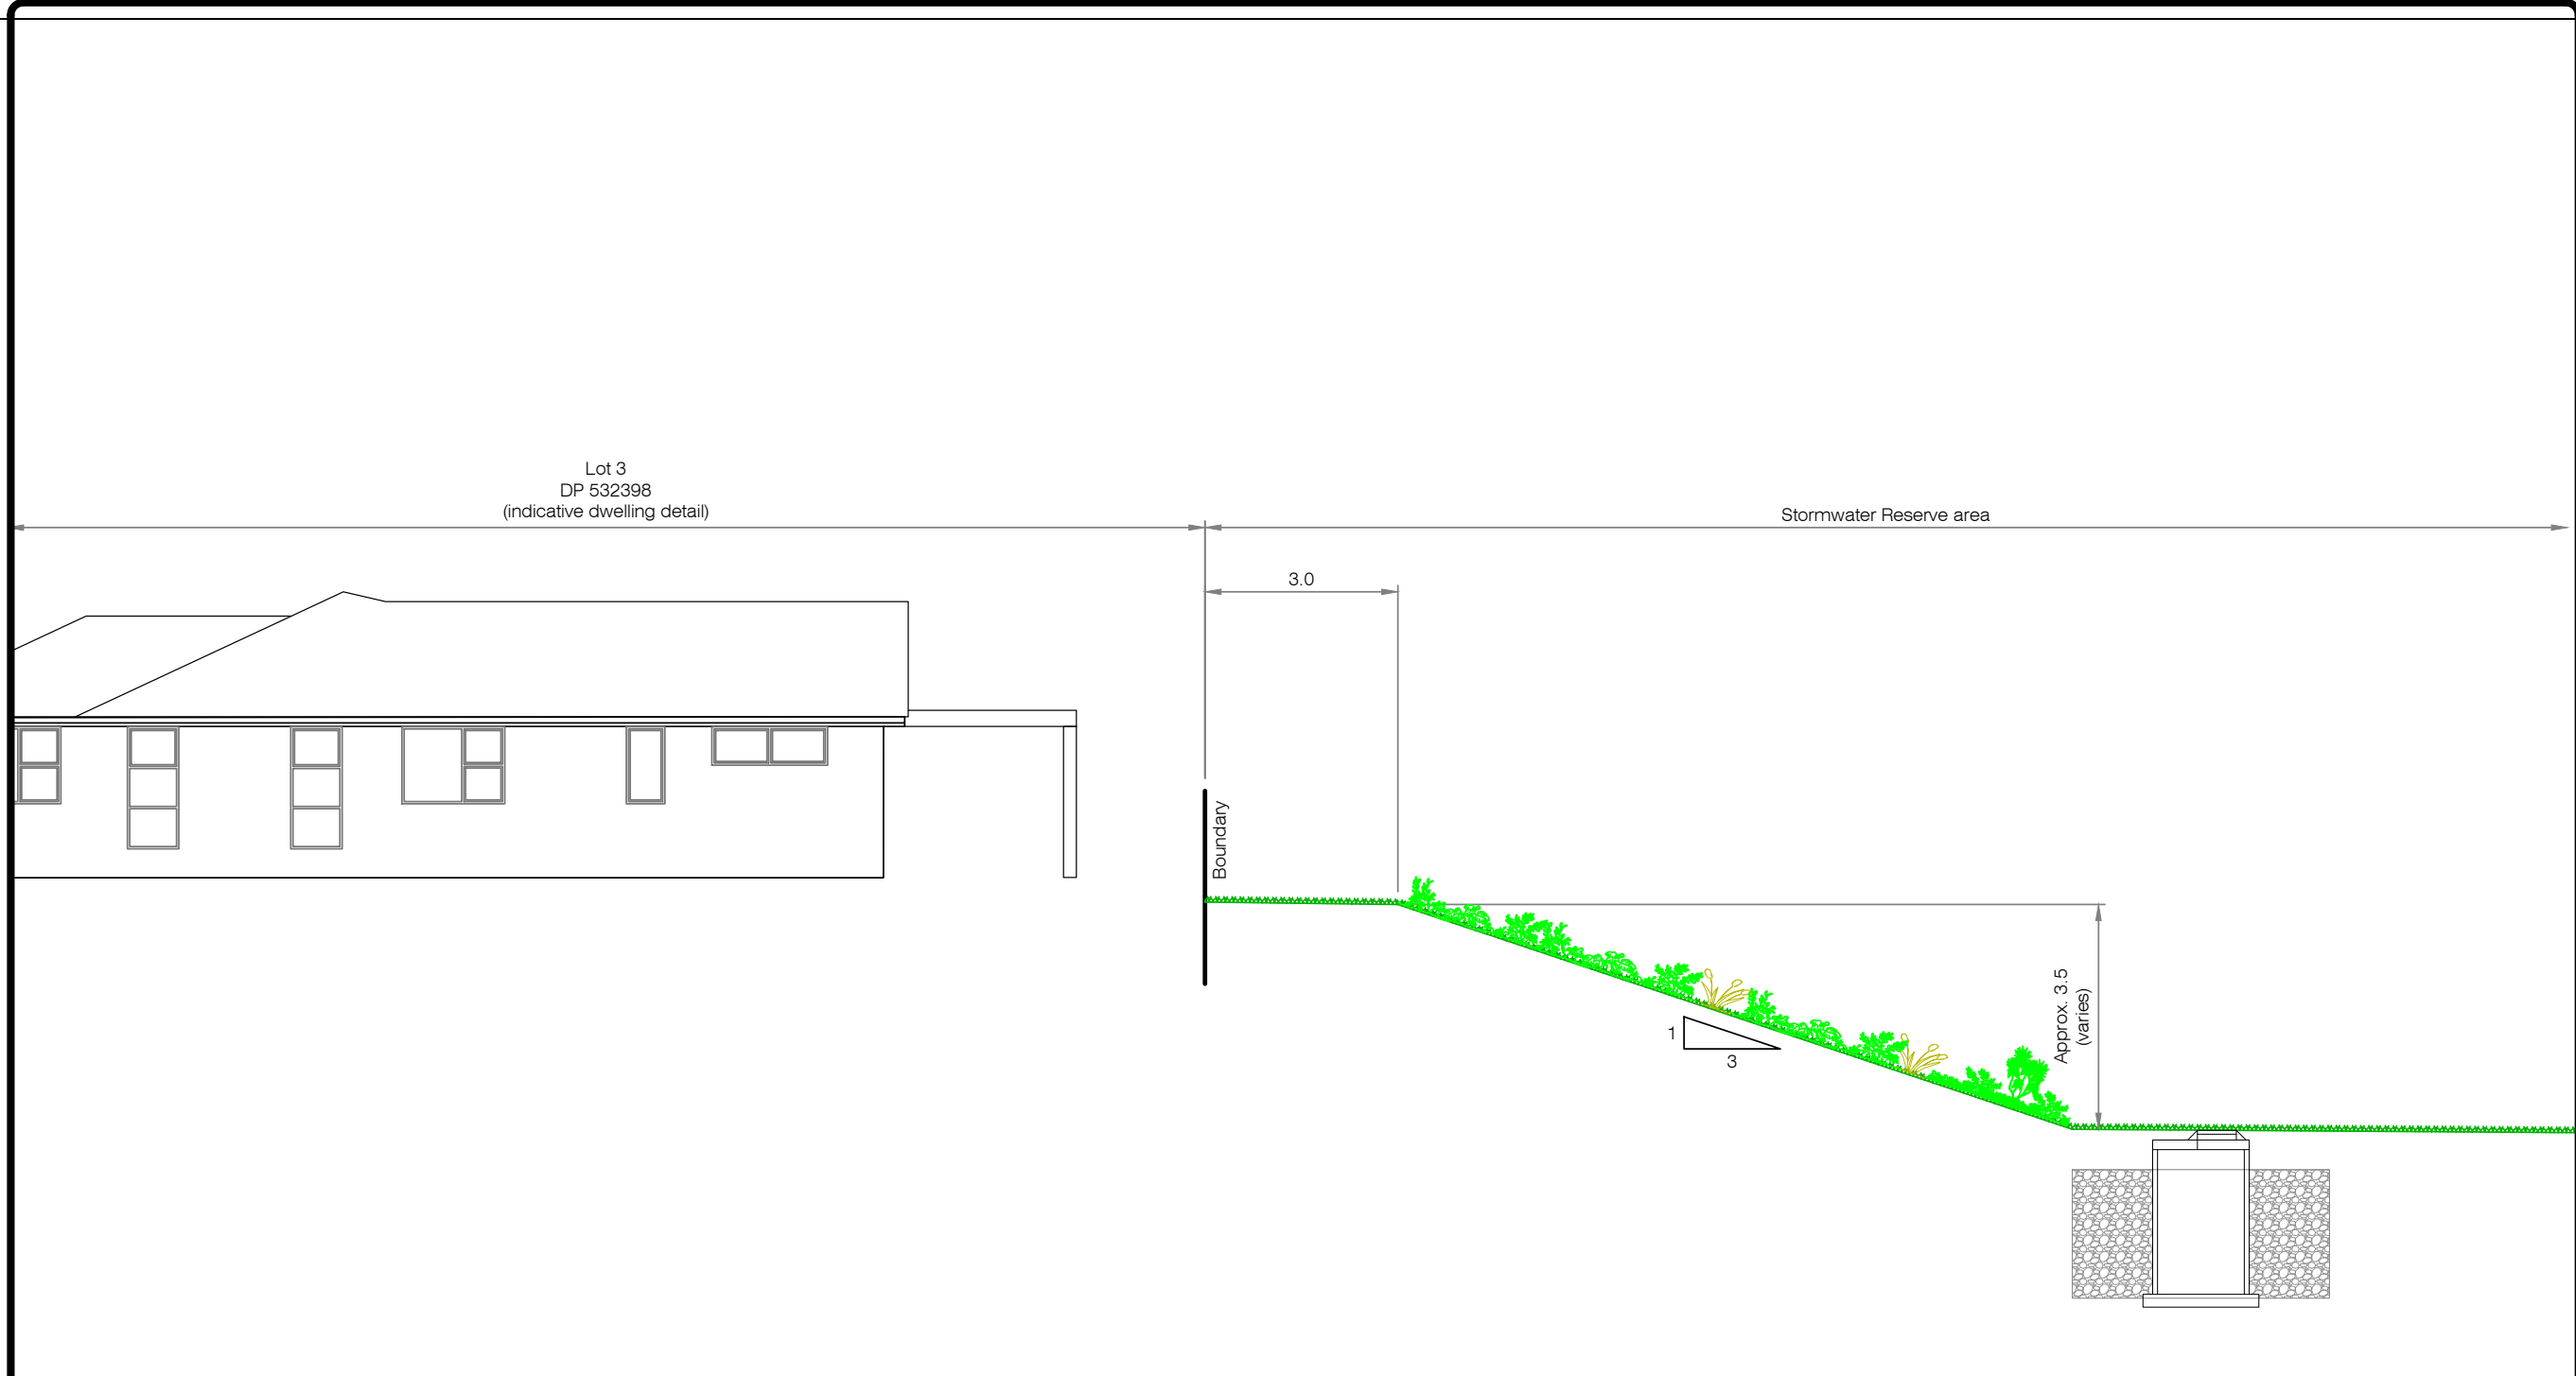 Lot 3
DP 532398
(indicative dwelling detail)
Stormwater Reserve area
3.0
Boundary
Approx. 3.5
(varies)
1
3